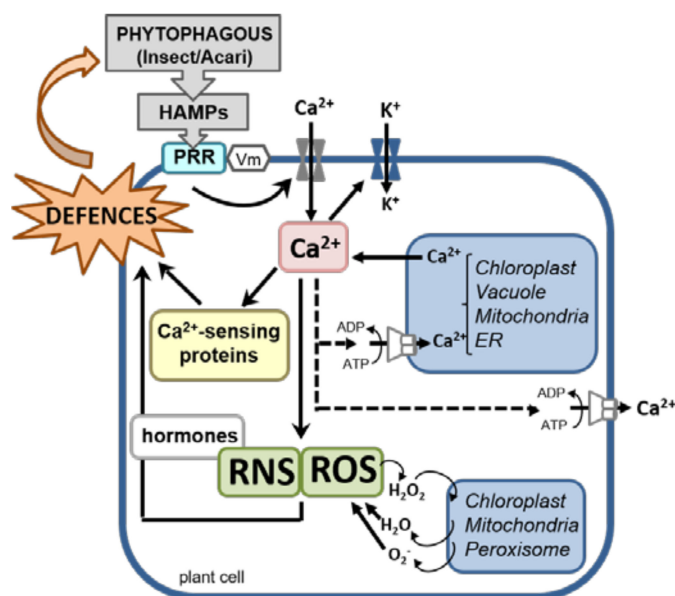 PHYTOPHAGOUS
(Insect/Acari)
HAMPs
PRR
Vm
Ca²⁺
K⁺
K⁺
DEFENCES
Ca²⁺
Ca²⁺
Chloroplast
Vacuole
Mitochondria
ER
Ca²⁺-sensing
proteins
ADP
ATP
Ca²⁺
ADP
ATP
Ca²⁺
hormones
RNS
ROS
H₂O₂
H₂O
O₂⁻
Chloroplast
Mitochondria
Peroxisome
plant cell